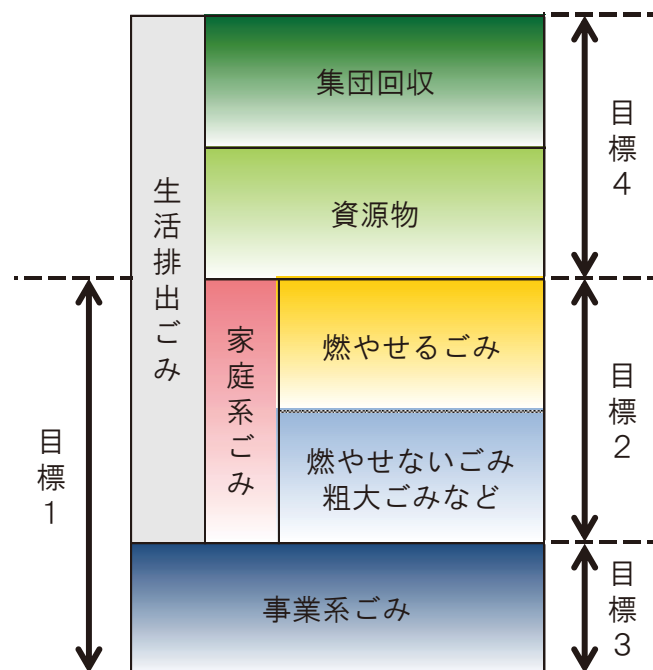 集団回収
目標4
資源物
生活排出ごみ
家庭系ごみ
燃やせるごみ
目標2
燃やせないごみ
粗大ごみなど
目標1
事業系ごみ
目標3